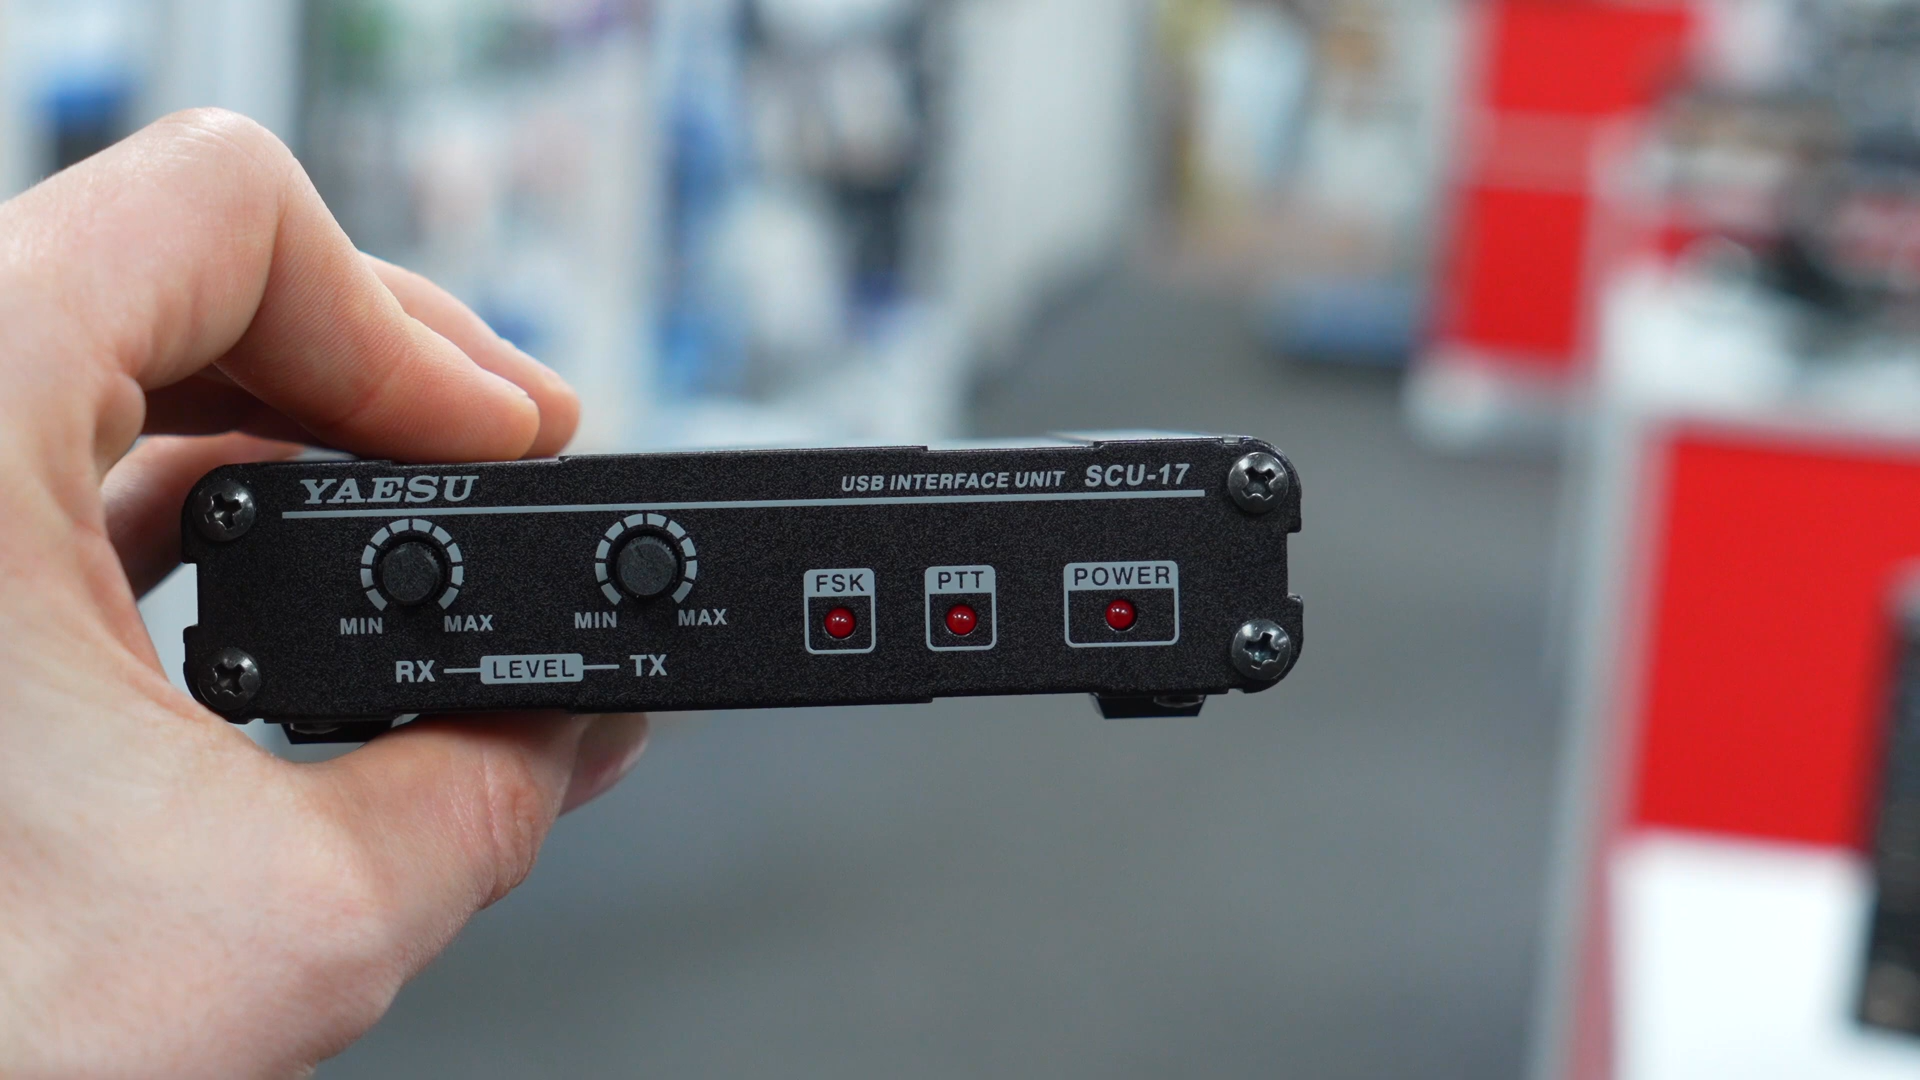 YAESU
USB INTERFACE UNIT SCU-17
MIN MAX
MIN MAX
RX LEVEL TX
FSK
PTT
POWER